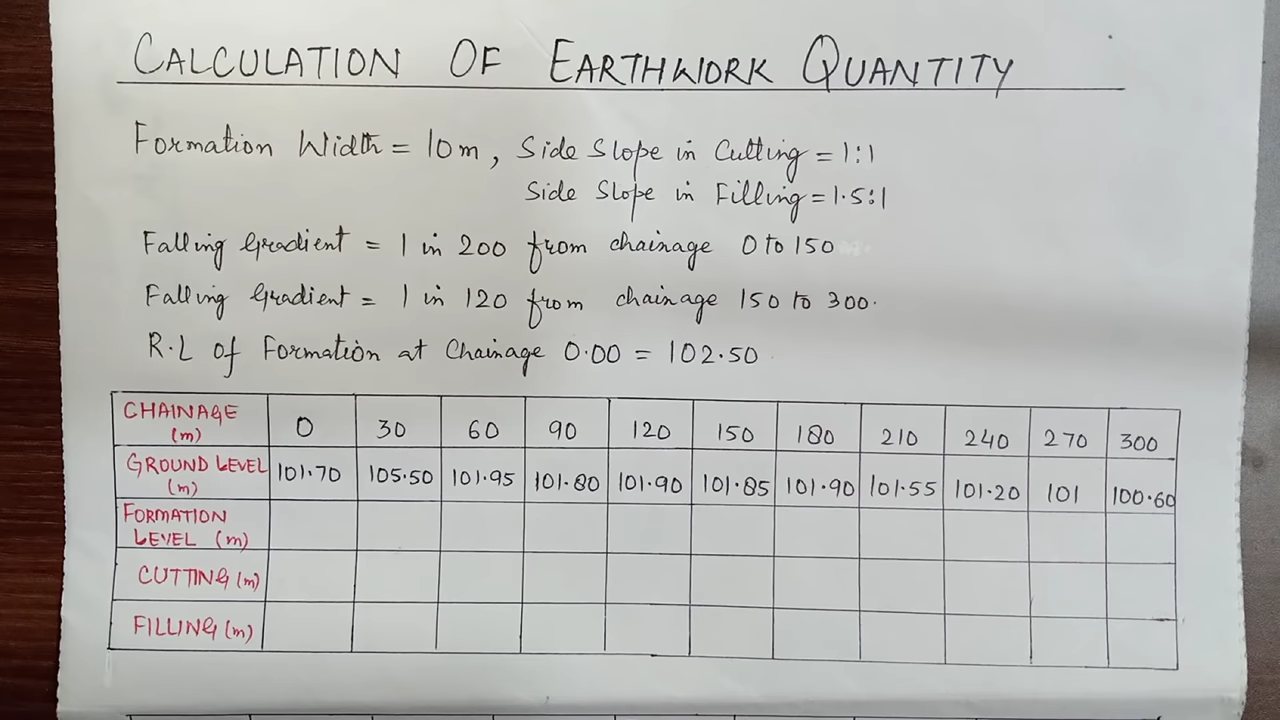 CALCULATION OF EARTHWORK QUANTITY
Formation Width = 10m, Side Slope in Cutting = 1:1
Side Slope in Filling = 1.5:1
Falling Gradient = 1 in 200 from chainage 0 to 150
Falling Gradient = 1 in 120 from chainage 150 to 300.
R.L of Formation at Chainage 0.00 = 102.50
CHAINAGE (m) 0 30 60 90 120 150 180 210 240 270 300
GROUND LEVEL (m) 101.70 105.50 101.95 101.80 101.90 101.85 101.90 101.55 101.20 101 100.60
FORMATION LEVEL (m)
CUTTING (m)
FILLING (m)